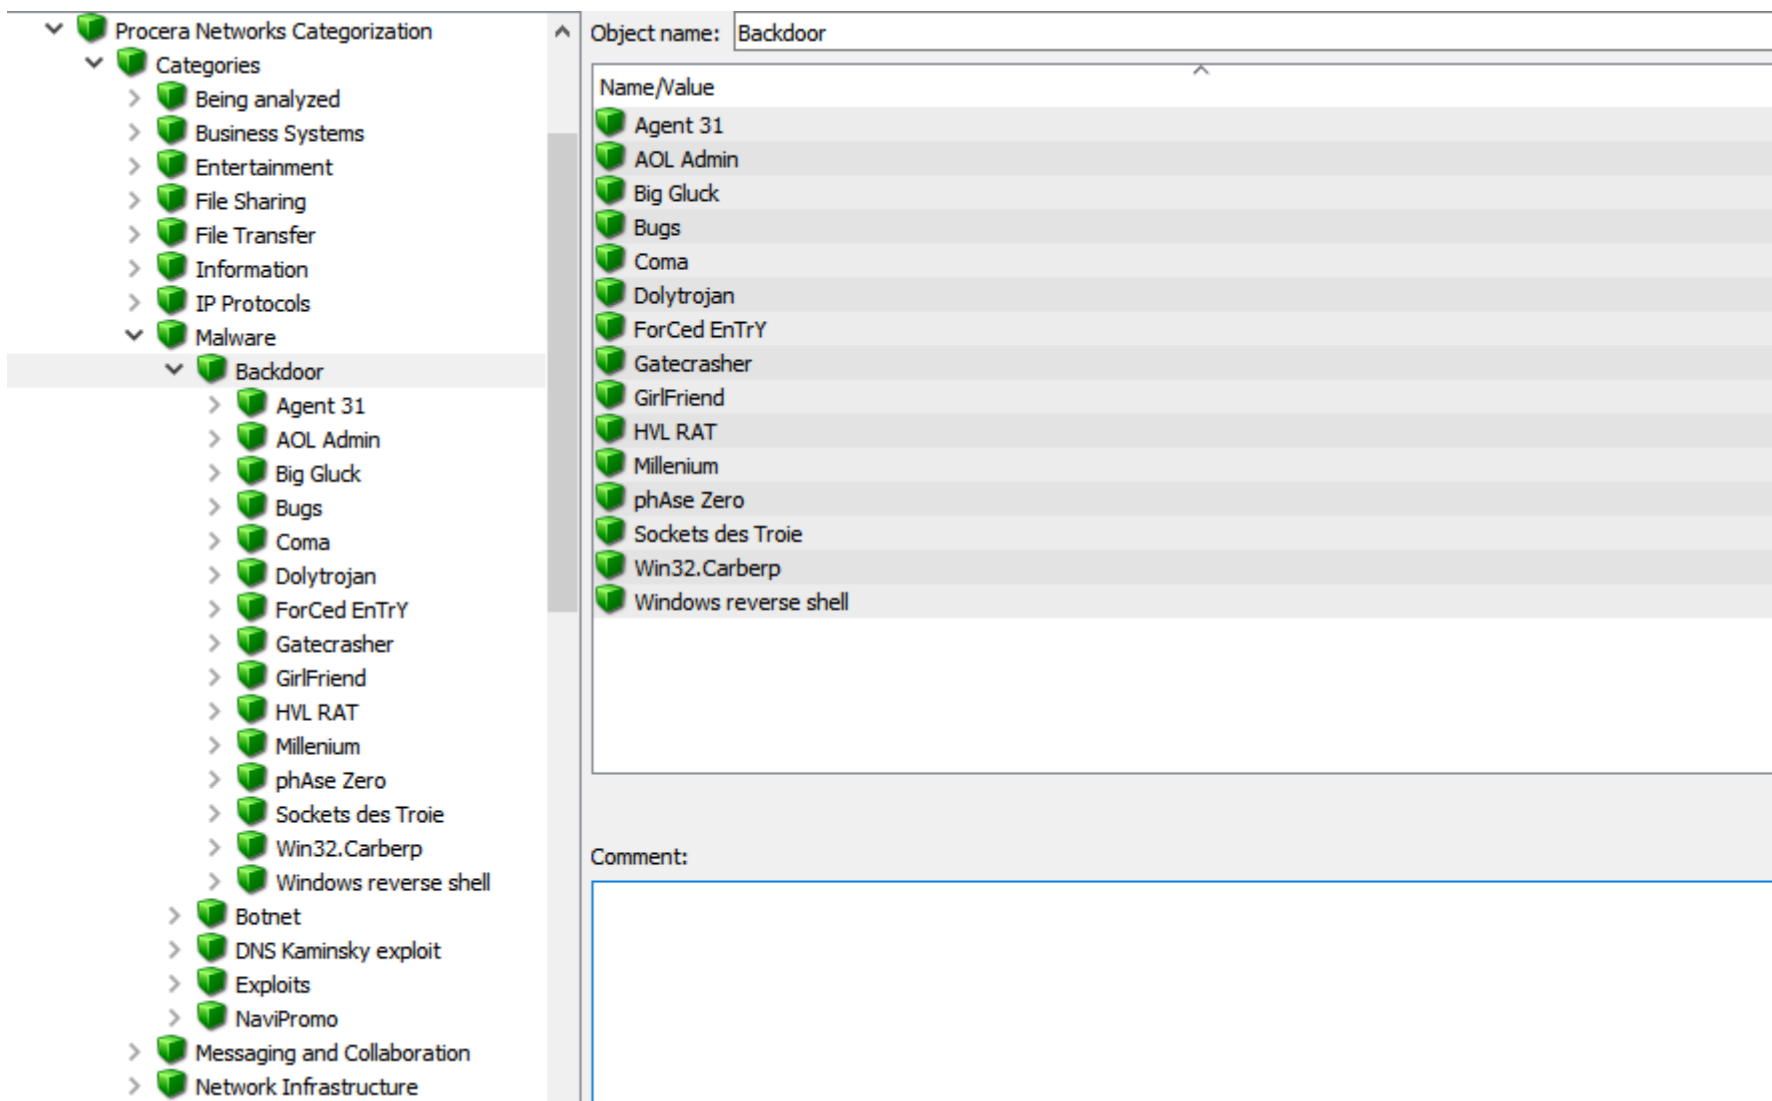 Procera Networks Categorization
Categories
Being analyzed
Business Systems
Entertainment
File Sharing
File Transfer
Information
IP Protocols
Malware
Backdoor
Agent 31
AOL Admin
Big Gluck
Bugs
Coma
Dolytrojan
ForCed EnTrY
Gatecrasher
GirlFriend
HVL RAT
Millenium
phAse Zero
Sockets des Troie
Win32.Carberp
Windows reverse shell
Botnet
DNS Kaminsky exploit
Exploits
NaviPromo
Messaging and Collaboration
Network Infrastructure
Object name: Backdoor
Name/Value
Agent 31
AOL Admin
Big Gluck
Bugs
Coma
Dolytrojan
ForCed EnTrY
Gatecrasher
GirlFriend
HVL RAT
Millenium
phAse Zero
Sockets des Troie
Win32.Carberp
Windows reverse shell
Comment: